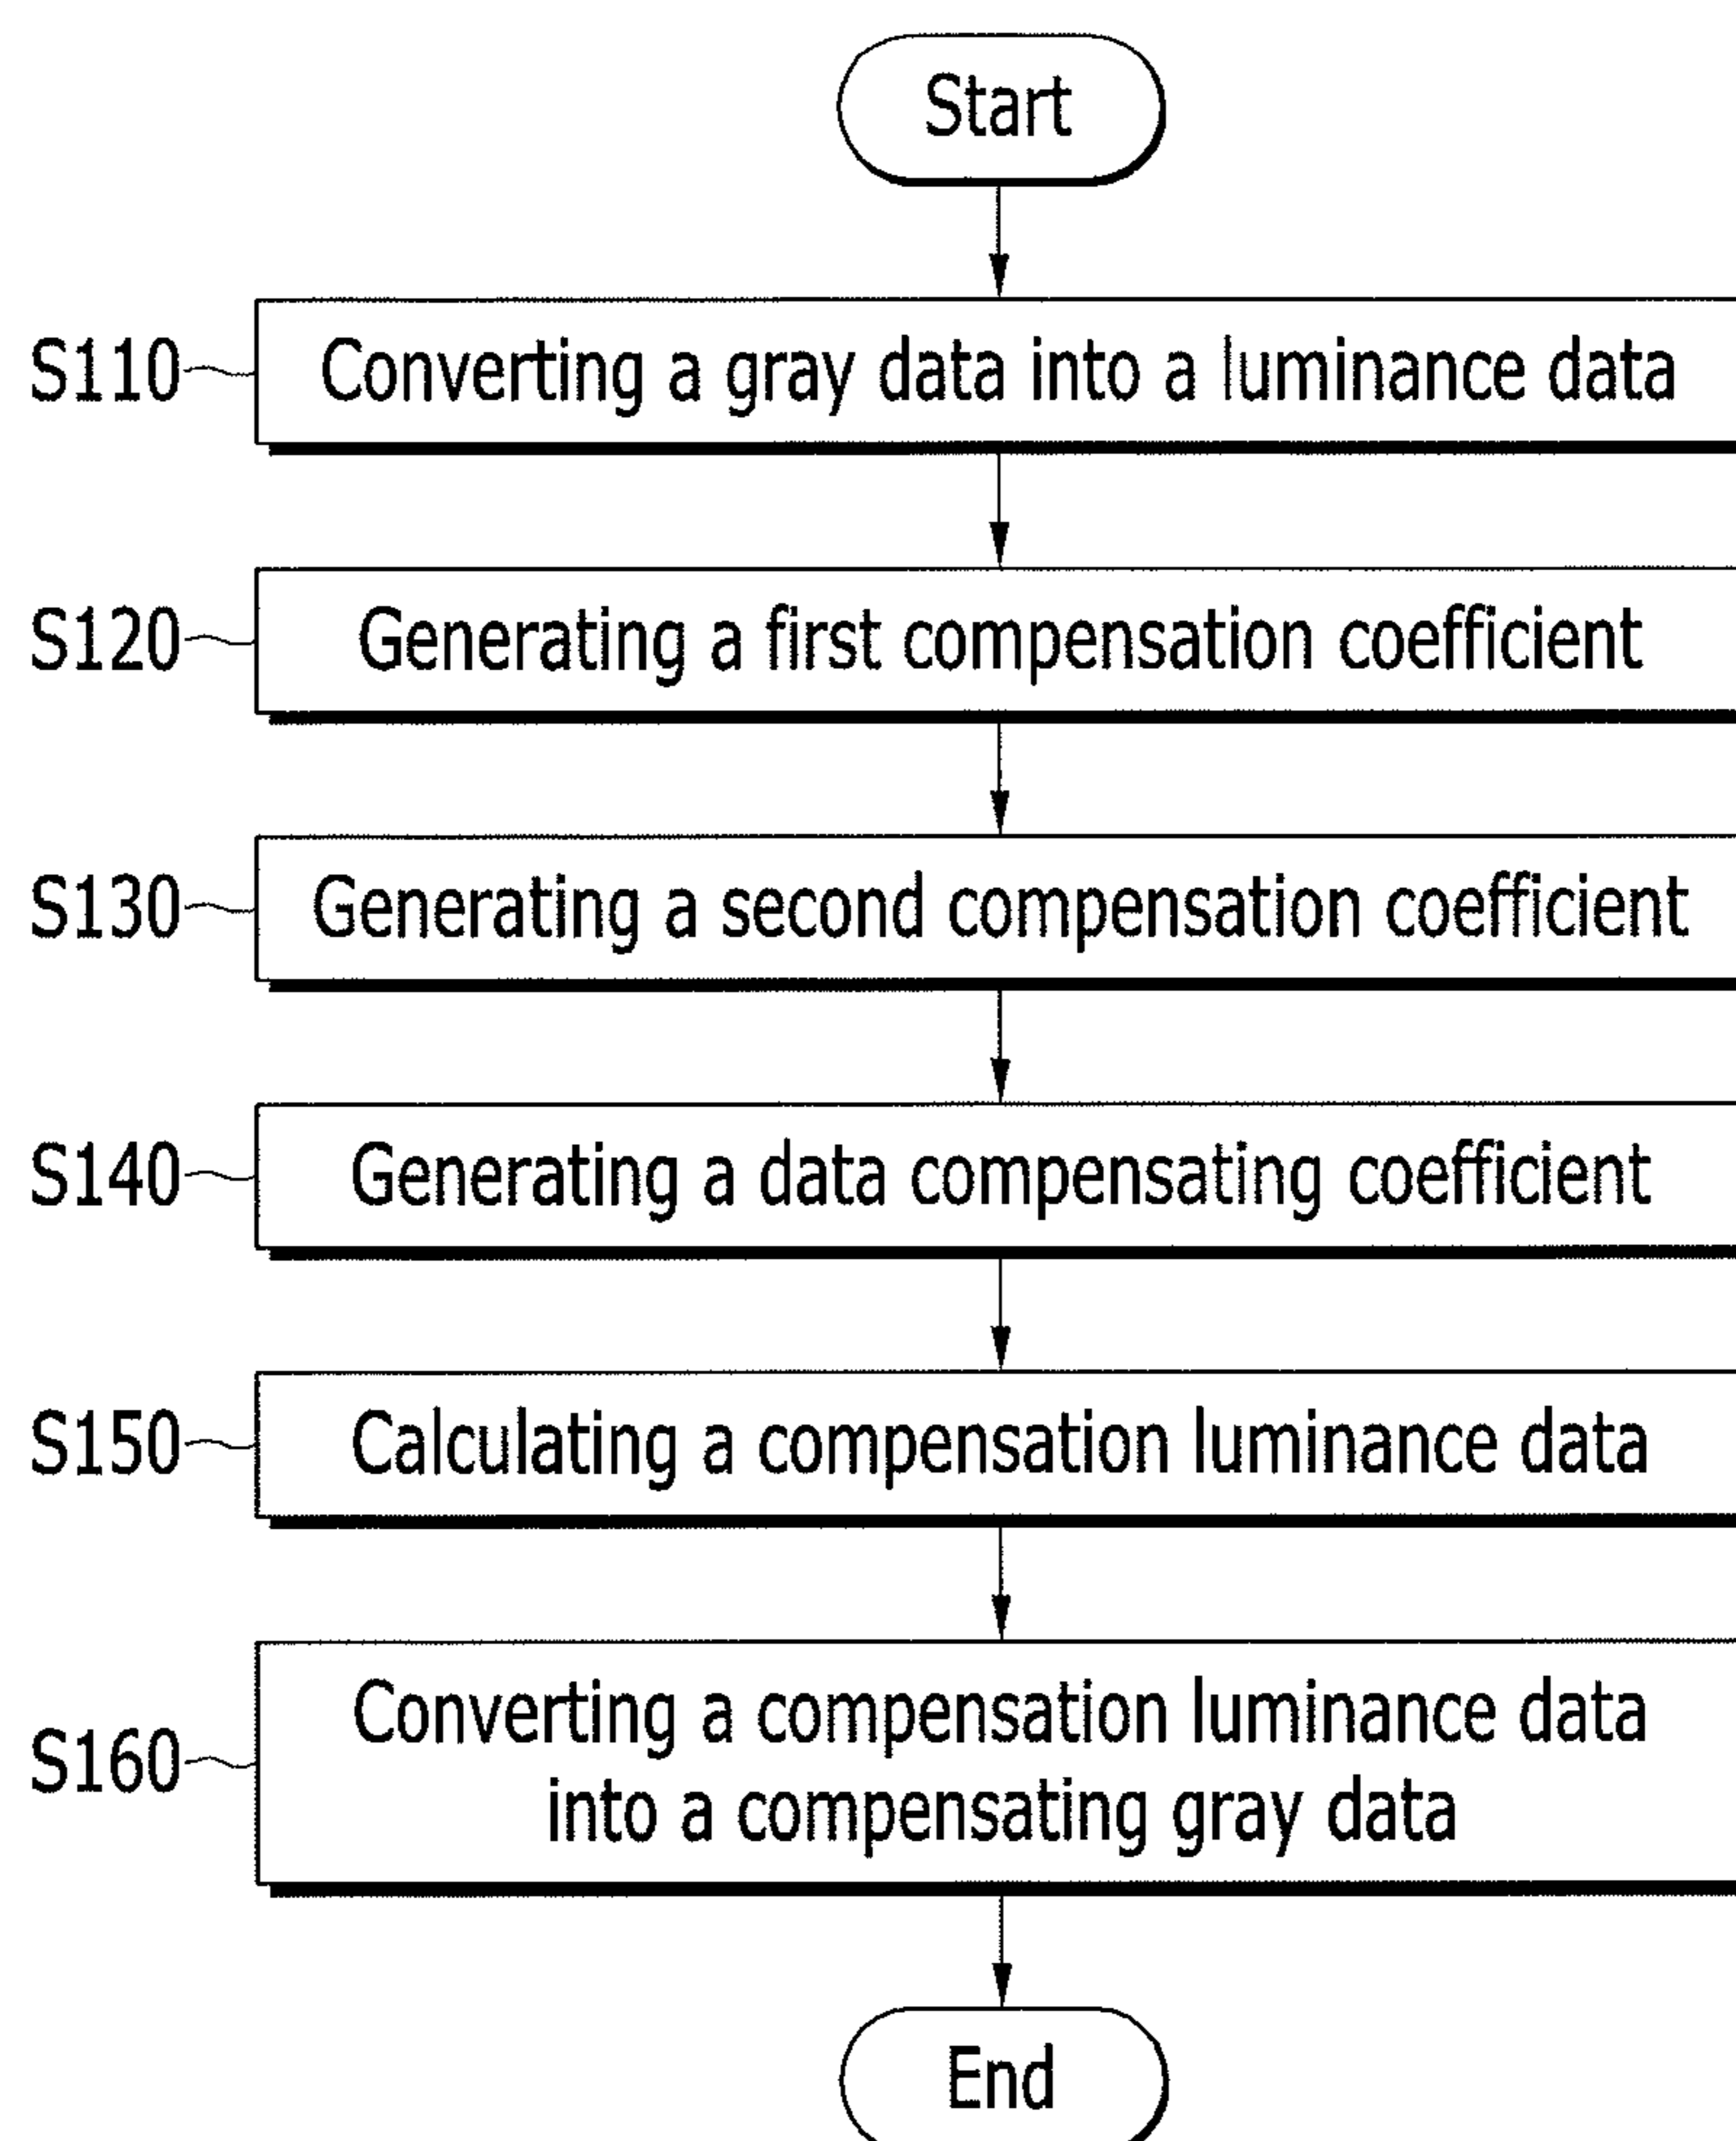 Start
S110 Converting a gray data into a luminance data
S120 Generating a first compensation coefficient
S130 Generating a second compensation coefficient
S140 Generating a data compensating coefficient
S150 Calculating a compensation luminance data
S160 Converting a compensation luminance data
into a compensating gray data
End